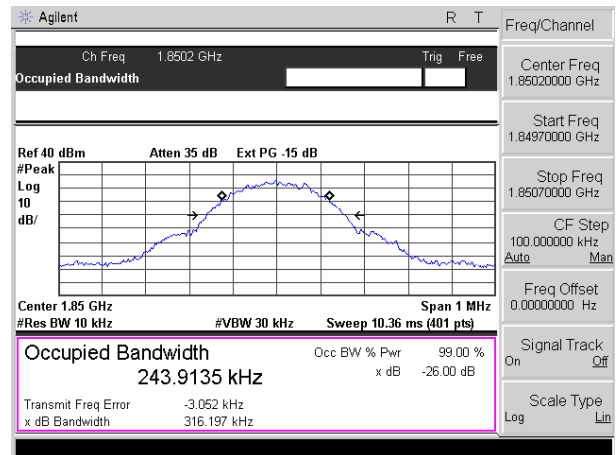 Agilent R T Freq/Channel
Ch Freq 1.8502 GHz Trig Free
Occupied Bandwidth
Center Freq
1.85020000 GHz
Start Freq
1.84970000 GHz
Stop Freq
1.85070000 GHz
CF Step
100.000000 kHz
Auto Man
Freq Offset
0.00000000 Hz
Signal Track
On Off
Scale Type
Log Lin
Ref 40 dBm Atten 35 dB Ext PG -15 dB
#Peak
Log
10
dB/
Center 1.85 GHz Span 1 MHz
#Res BW 10 kHz #VBW 30 kHz Sweep 10.36 ms (401 pts)
Occupied Bandwidth Occ BW % Pwr 99.00 %
243.9135 kHz x dB -26.00 dB
Transmit Freq Error -3.052 kHz
x dB Bandwidth 316.197 kHz